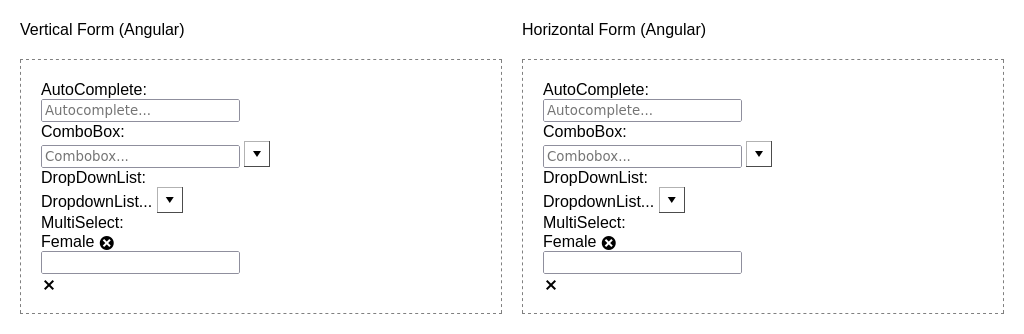 Vertical Form (Angular)
AutoComplete:
Autocomplete...
ComboBox:
Combobox...
DropDownList:
DropdownList...
MultiSelect:
Female
Horizontal Form (Angular)
AutoComplete:
Autocomplete...
ComboBox:
Combobox...
DropDownList:
DropdownList...
MultiSelect:
Female